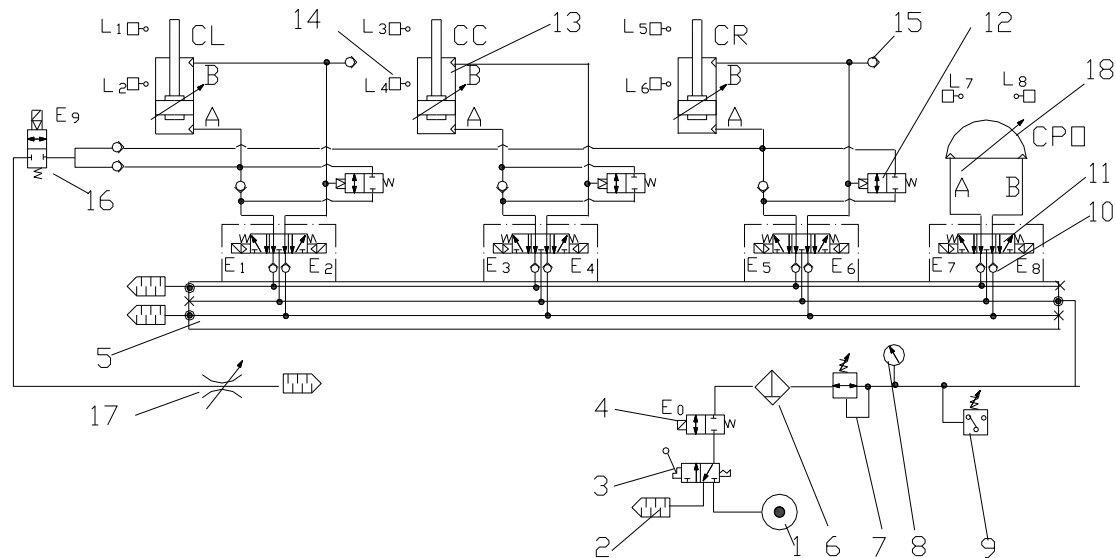 L1 CL 14 L3 CC 13 L5 CR 15 12
L2 B L4 B L6 B L7 L8 18
E9 A A A CPO
16 A B 11
10
E1 E2 E3 E4 E5 E6 E7 E8
5
17 4 E0
3
2 1 6 7 8 9